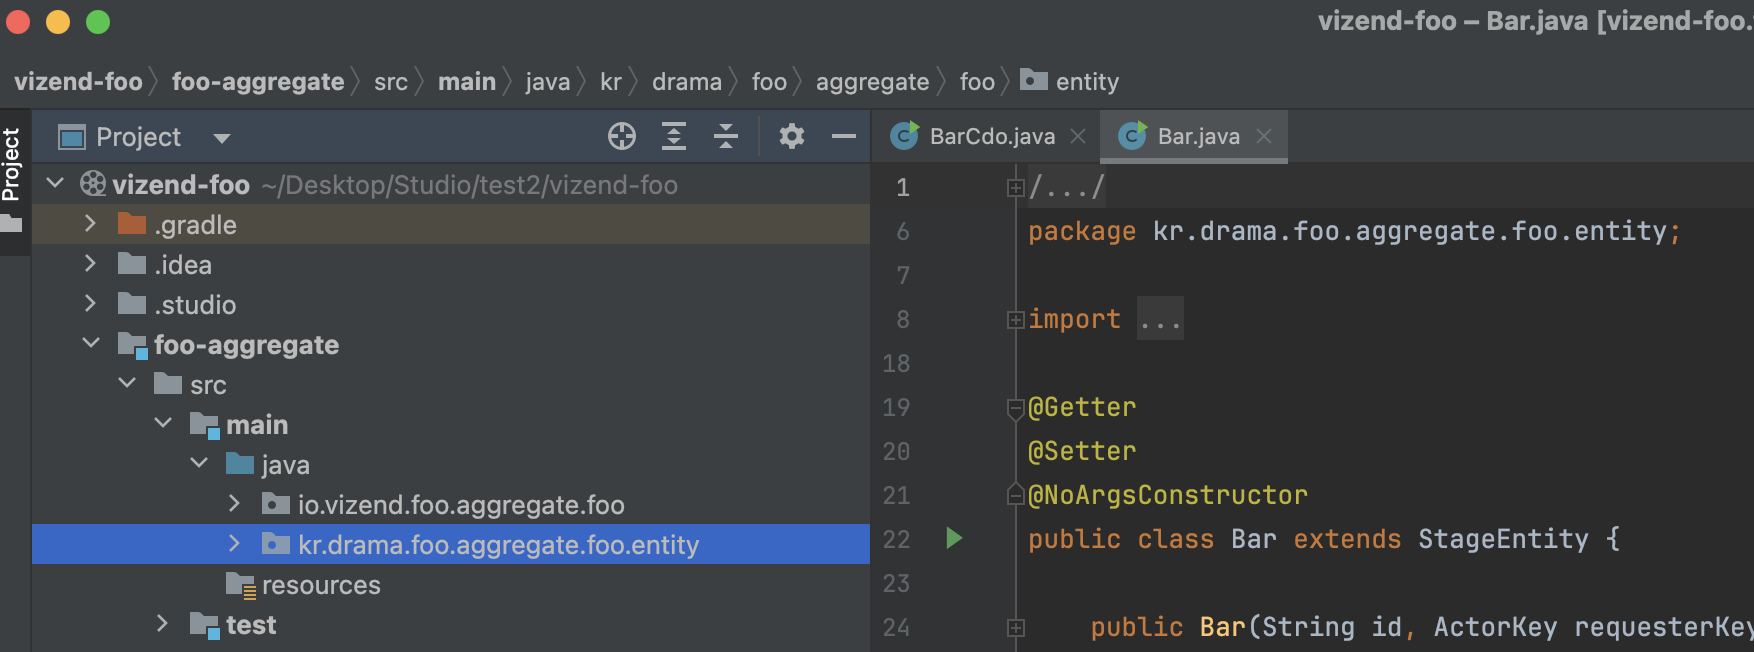 vizend-foo – Bar.java [vizend-foo.
vizend-foo 〉 foo-aggregate 〉 src 〉 main 〉 java 〉 kr 〉 drama 〉 foo 〉 aggregate 〉 foo 〉 entity
Project
Project
vizend-foo ~/Desktop/Studio/test2/vizend-foo
.gradle
.idea
.studio
foo-aggregate
src
main
java
io.vizend.foo.aggregate.foo
kr.drama.foo.aggregate.foo.entity
resources
test
BarCdo.java
Bar.java
1 /.../
6 package kr.drama.foo.aggregate.foo.entity;
7
8 import ...
18
19 @Getter
20 @Setter
21 @NoArgsConstructor
22 public class Bar extends StageEntity {
23
24 public Bar(String id, ActorKey requesterKey